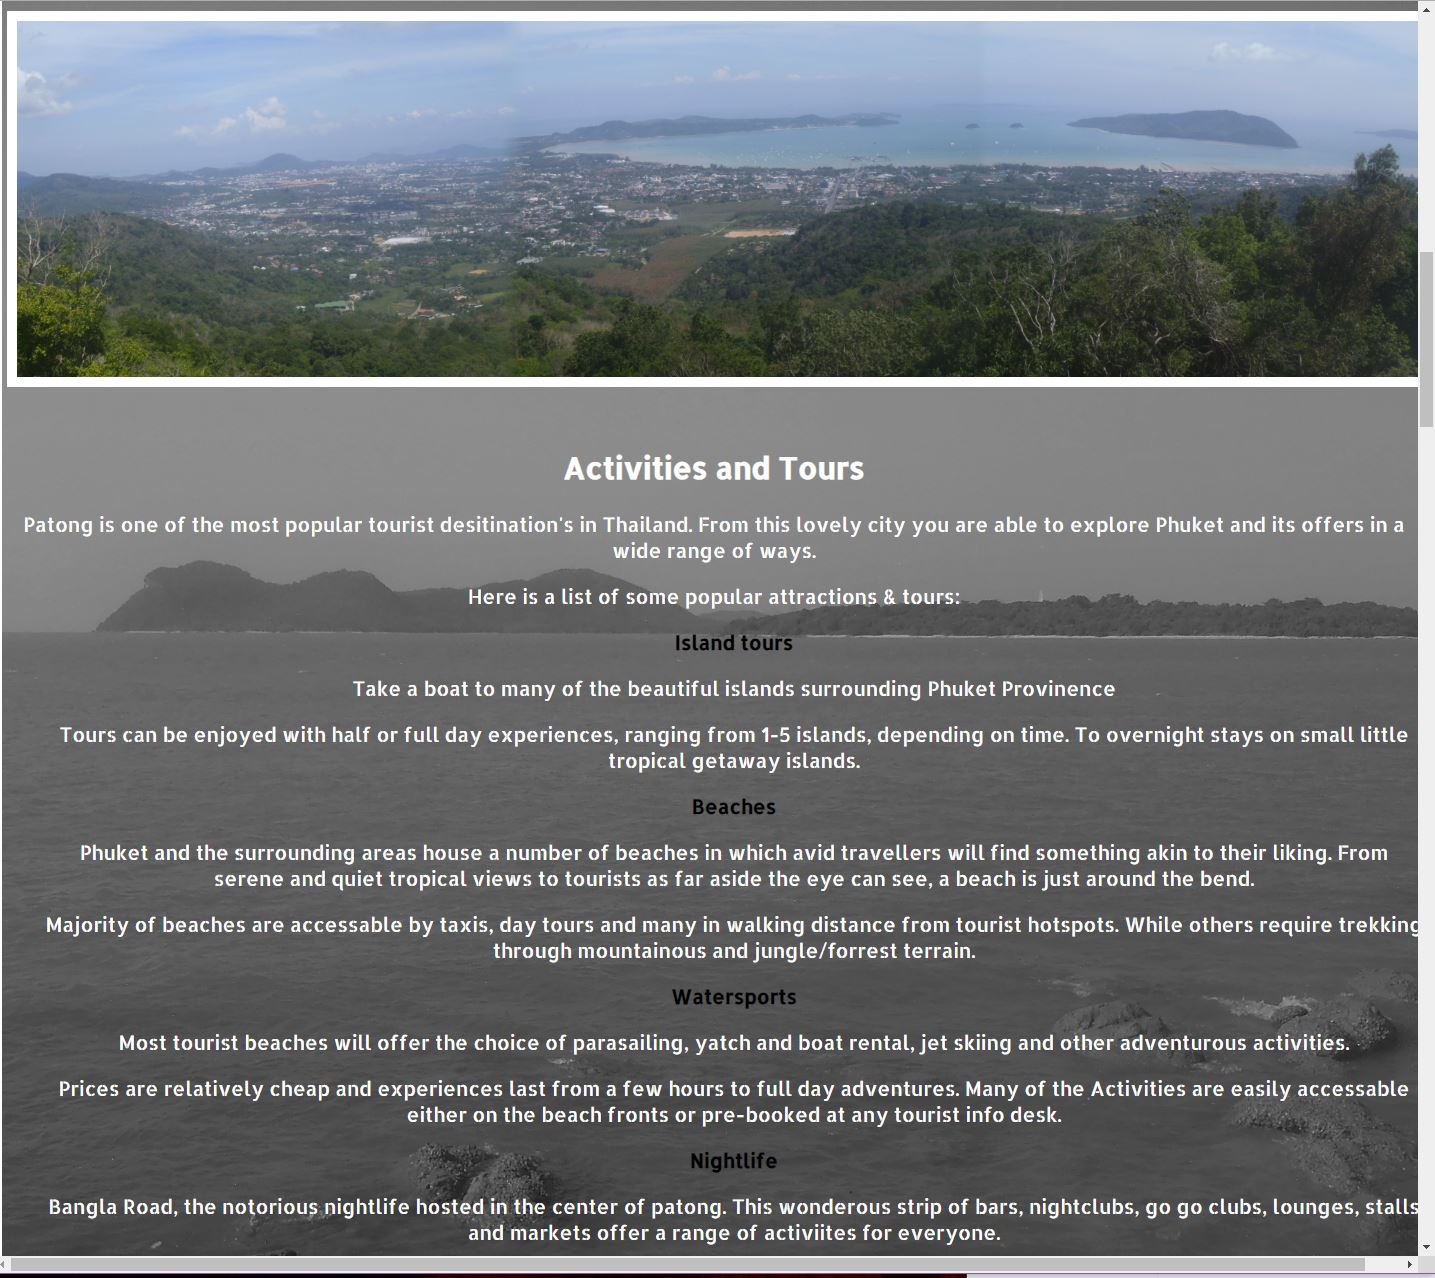 Activities and Tours
Patong is one of the most popular tourist desitination's in Thailand. From this lovely city you are able to explore Phuket and its offers in a
wide range of ways.
Here is a list of some popular attractions & tours:
Island tours
Take a boat to many of the beautiful islands surrounding Phuket Provinence
Tours can be enjoyed with half or full day experiences, ranging from 1-5 islands, depending on time. To overnight stays on small little
tropical getaway islands.
Beaches
Phuket and the surrounding areas house a number of beaches in which avid travellers will find something akin to their liking. From
serene and quiet tropical views to tourists as far aside the eye can see, a beach is just around the bend.
Majority of beaches are accessable by taxis, day tours and many in walking distance from tourist hotspots. While others require trekking
through mountainous and jungle/forrest terrain.
Watersports
Most tourist beaches will offer the choice of parasailing, yatch and boat rental, jet skiing and other adventurous activities.
Prices are relatively cheap and experiences last from a few hours to full day adventures. Many of the Activities are easily accessable
either on the beach fronts or pre-booked at any tourist info desk.
Nightlife
Bangla Road, the notorious nightlife hosted in the center of patong. This wonderous strip of bars, nightclubs, go go clubs, lounges, stalls
and markets offer a range of activiites for everyone.